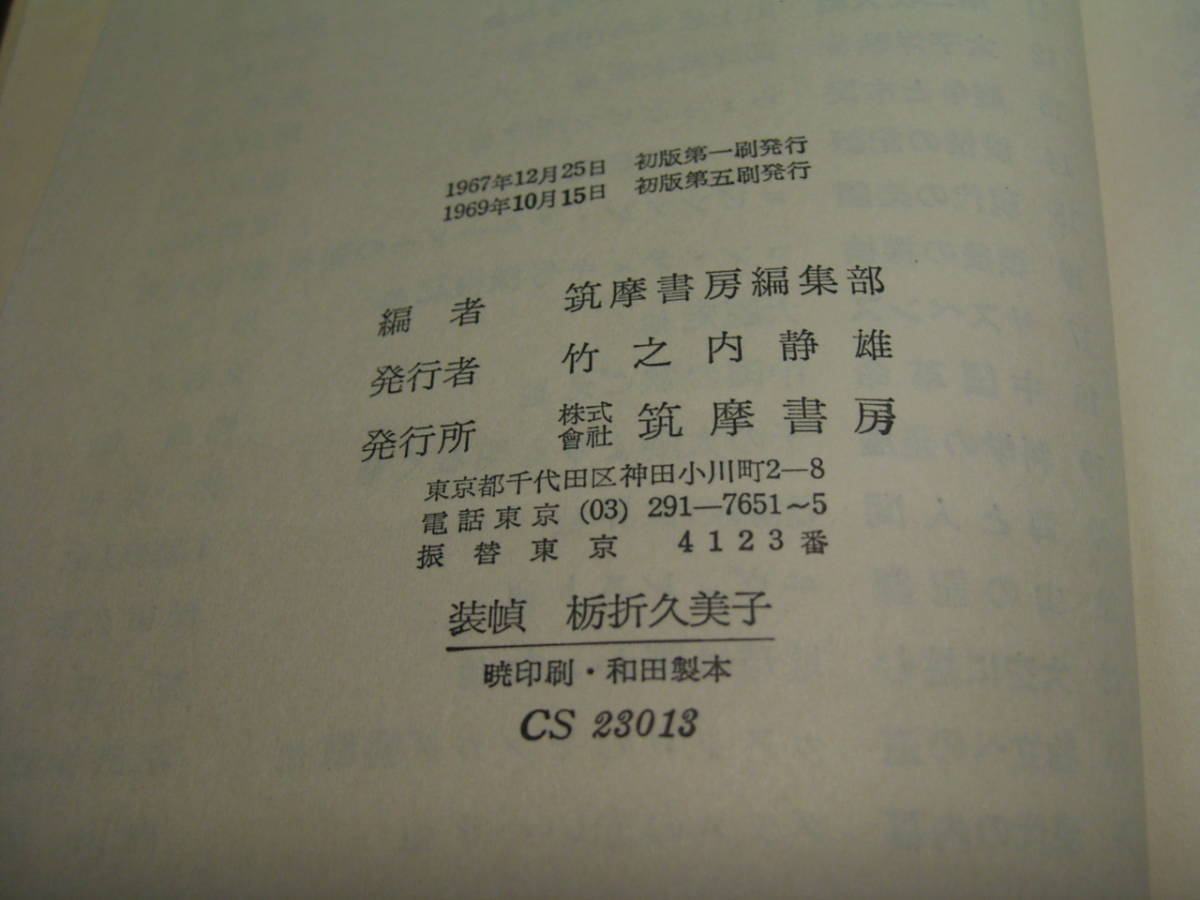 1967年12月25日 初版第一刷発行
1969年10月15日 初版第五刷発行
編者 筑摩書房編集部
発行者 竹之内静雄
発行所 株式會社 筑摩書房
東京都千代田区神田小川町2—8
電話東京 (03) 291—7651～5
振替東京 4123番
装幀 栃折久美子
暁印刷・和田製本
CS 23013